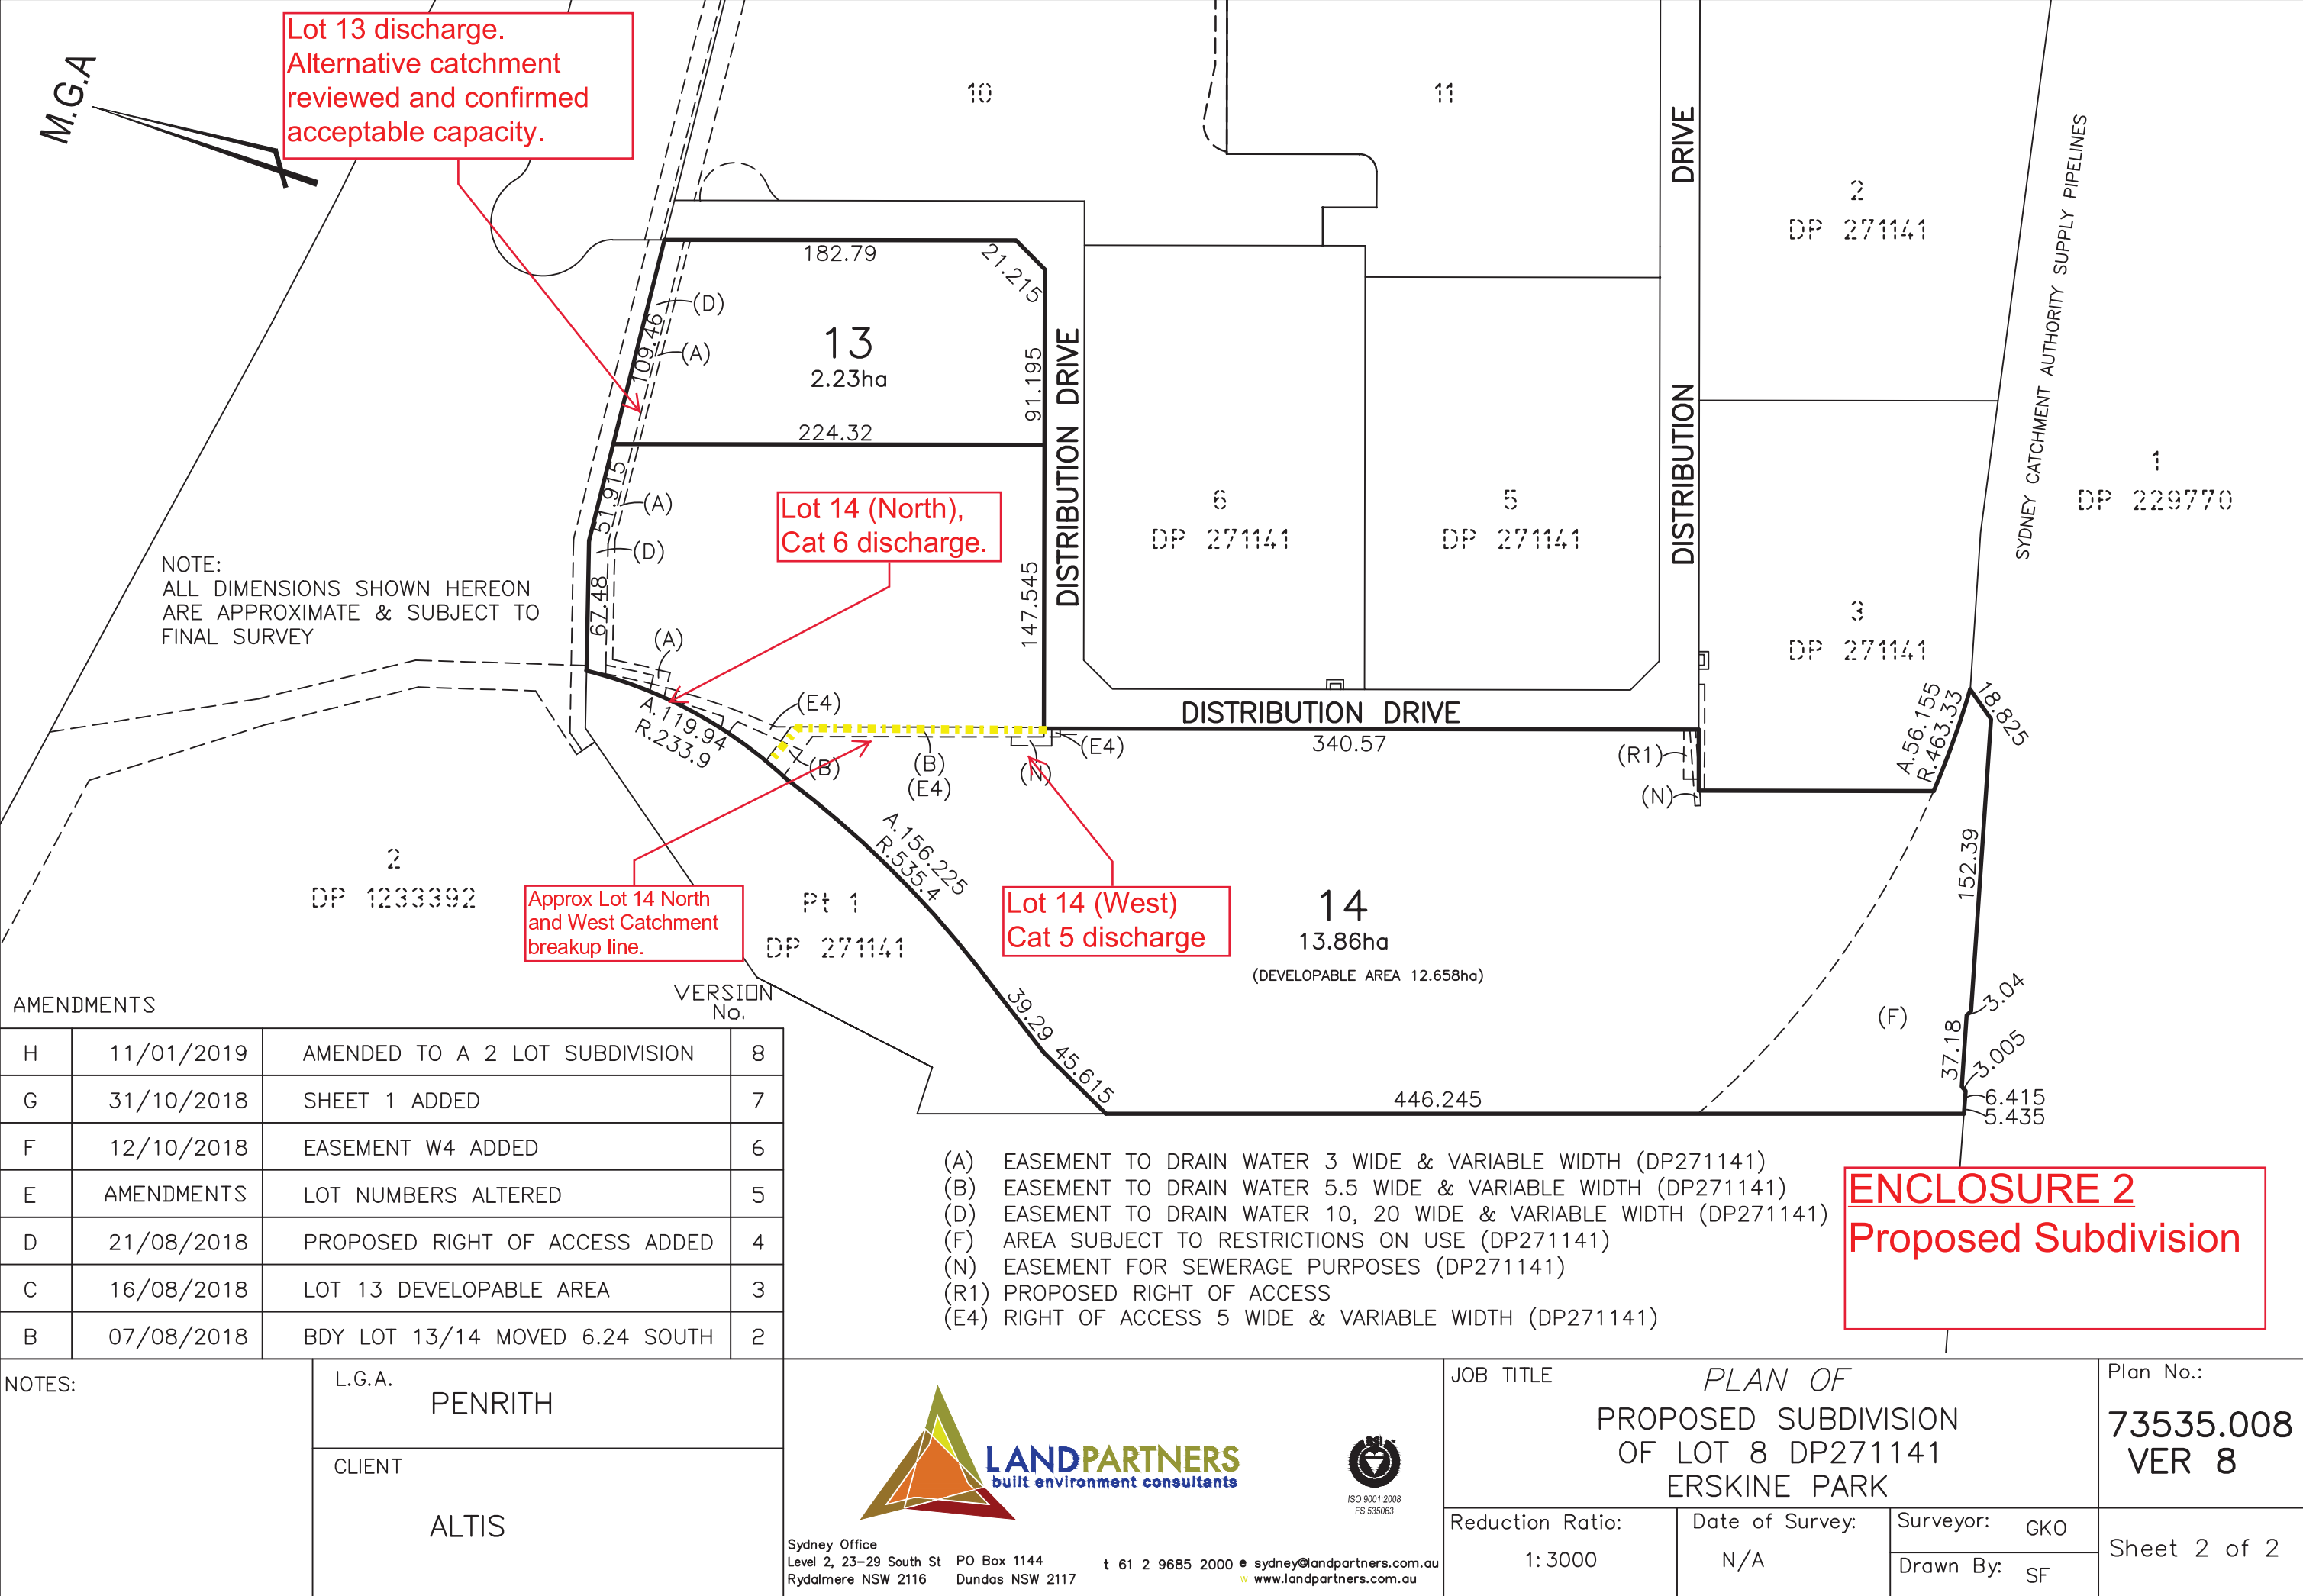 Lot 13 discharge.
Alternative catchment
reviewed and confirmed
acceptable capacity.
M.G.A
10
11
DRIVE
2
DP 271141
SYDNEY CATCHMENT AUTHORITY SUPPLY PIPELINES
182.79
21.215
(D)
109.46
(A)
13
2.23ha
91.195
DISTRIBUTION DRIVE
224.32
DISTRIBUTION
1
DP 229770
51.915
(A)
Lot 14 (North),
Cat 6 discharge.
6
DP 271141
5
DP 271141
(D)
NOTE:
ALL DIMENSIONS SHOWN HEREON
ARE APPROXIMATE & SUBJECT TO
FINAL SURVEY
67.48
147.545
(A)
3
DP 271141
A.119.94
R.233.9
(E4)
DISTRIBUTION DRIVE
A.56.155
R.463.33
18.825
(B)
(B)
(E4)
(N)
(E4)
340.57
(R1)
(N)
A.156.225
R.535.4
152.39
2
DP 1233392
Approx Lot 14 North
and West Catchment
breakup line.
Pt 1
DP 271141
Lot 14 (West)
Cat 5 discharge
14
13.86ha
(DEVELOPABLE AREA 12.658ha)
(F)
3.04
37.18
3.005
6.415
5.435
39.29
45.615
446.245
AMENDMENTS
VERSION
No.
H 11/01/2019 AMENDED TO A 2 LOT SUBDIVISION 8
G 31/10/2018 SHEET 1 ADDED 7
F 12/10/2018 EASEMENT W4 ADDED 6
E AMENDMENTS LOT NUMBERS ALTERED 5
D 21/08/2018 PROPOSED RIGHT OF ACCESS ADDED 4
C 16/08/2018 LOT 13 DEVELOPABLE AREA 3
B 07/08/2018 BDY LOT 13/14 MOVED 6.24 SOUTH 2
(A) EASEMENT TO DRAIN WATER 3 WIDE & VARIABLE WIDTH (DP271141)
(B) EASEMENT TO DRAIN WATER 5.5 WIDE & VARIABLE WIDTH (DP271141)
(D) EASEMENT TO DRAIN WATER 10, 20 WIDE & VARIABLE WIDTH (DP271141)
(F) AREA SUBJECT TO RESTRICTIONS ON USE (DP271141)
(N) EASEMENT FOR SEWERAGE PURPOSES (DP271141)
(R1) PROPOSED RIGHT OF ACCESS
(E4) RIGHT OF ACCESS 5 WIDE & VARIABLE WIDTH (DP271141)
ENCLOSURE 2
Proposed Subdivision
NOTES:
L.G.A.
PENRITH
CLIENT
ALTIS
LANDPARTNERS
built environment consultants
BSI
ISO 9001:2008
FS 535063
Sydney Office
Level 2, 23-29 South St PO Box 1144
Rydalmere NSW 2116 Dundas NSW 2117
t 61 2 9685 2000 e sydney@landpartners.com.au
w www.landpartners.com.au
JOB TITLE
PLAN OF
PROPOSED SUBDIVISION
OF LOT 8 DP271141
ERSKINE PARK
Plan No.:
73535.008
VER 8
Reduction Ratio:
1:3000
Date of Survey:
N/A
Surveyor: GKO
Drawn By: SF
Sheet 2 of 2